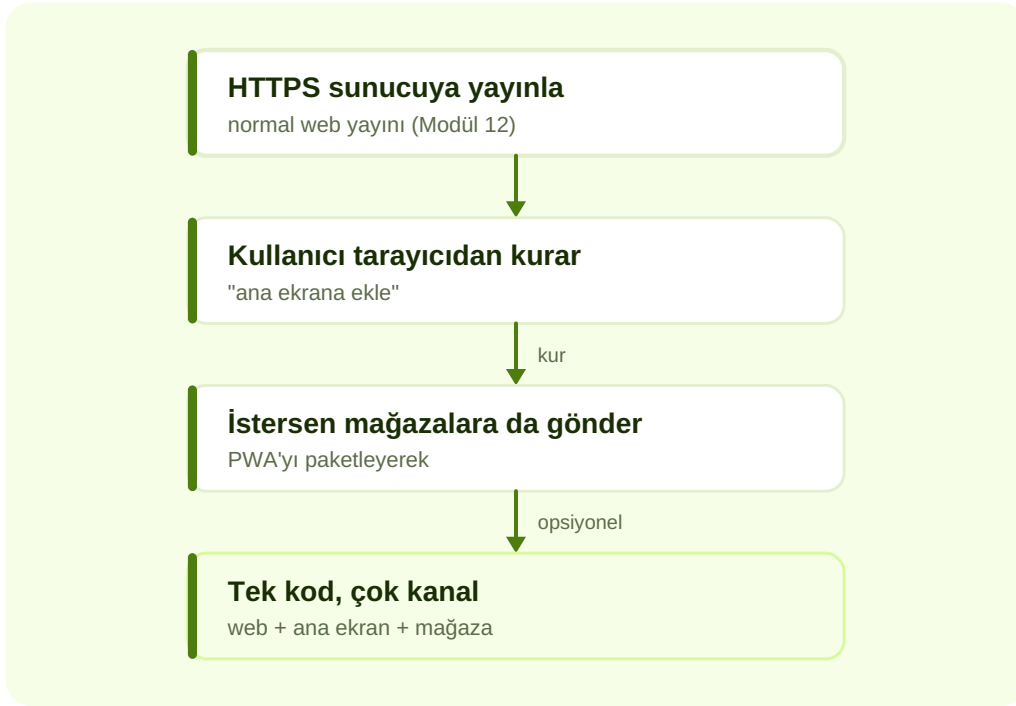 HTTPS sunucuya yayınla
normal web yayını (Modül 12)
Kullanıcı tarayıcıdan kurar
"ana ekrana ekle"
kur
İstersen mağazalara da gönder
PWA'yı paketleyerek
opsiyonel
Tek kod, çok kanal
web + ana ekran + mağaza